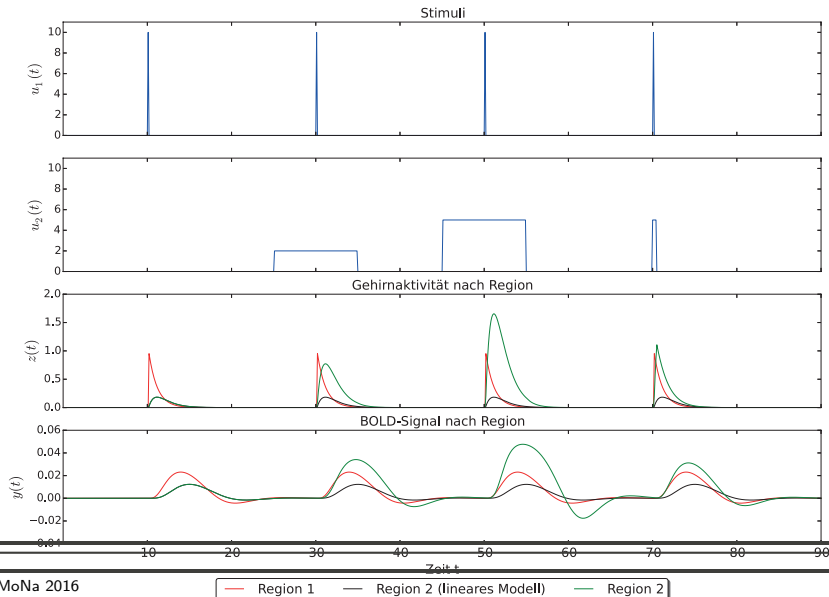 Stimuli
10
8
6
4
2
0
u₁(t)
10
8
6
4
2
0
u₂(t)
Gehirnaktivität nach Region
2.0
1.5
1.0
0.5
0.0
z(t)
BOLD-Signal nach Region
0.06
0.04
0.02
0.00
−0.02
−0.04
y(t)
10 20 30 40 50 60 70 80 90
Zeit t
MoNa 2016
Region 1 Region 2 (lineares Modell) Region 2